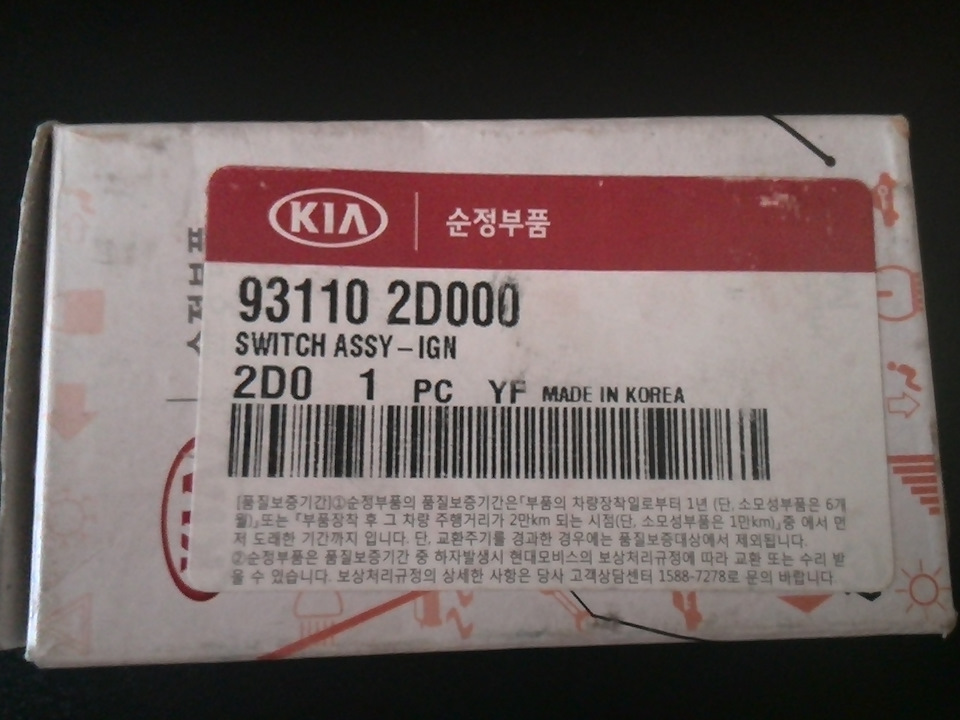 KIA 순정부품
93110 2D000
SWITCH ASSY-IGN
2D0 1 PC YF MADE IN KOREA
[품질보증기간]①순정부품의 품질보증기간은「부품의 차량장착일로부터 1년 (단, 소모성부품은 6개
월)」또는 「부품장착 후 그 차량 주행거리가 2만km 되는 시점(단, 소모성부품은 1만km)」중 에서 먼
저 도래한 기간까지 입니다. 단, 교환주기를 경과한 경우에는 품질보증대상에서 제외됩니다.
②순정부품은 품질보증기간 중 하자발생시 현대모비스의 보상처리규정에 따라 교환 또는 수리 받
을 수 있습니다. 보상처리규정의 상세한 사항은 당사 고객상담센터 1588-7278로 문의 바랍니다.